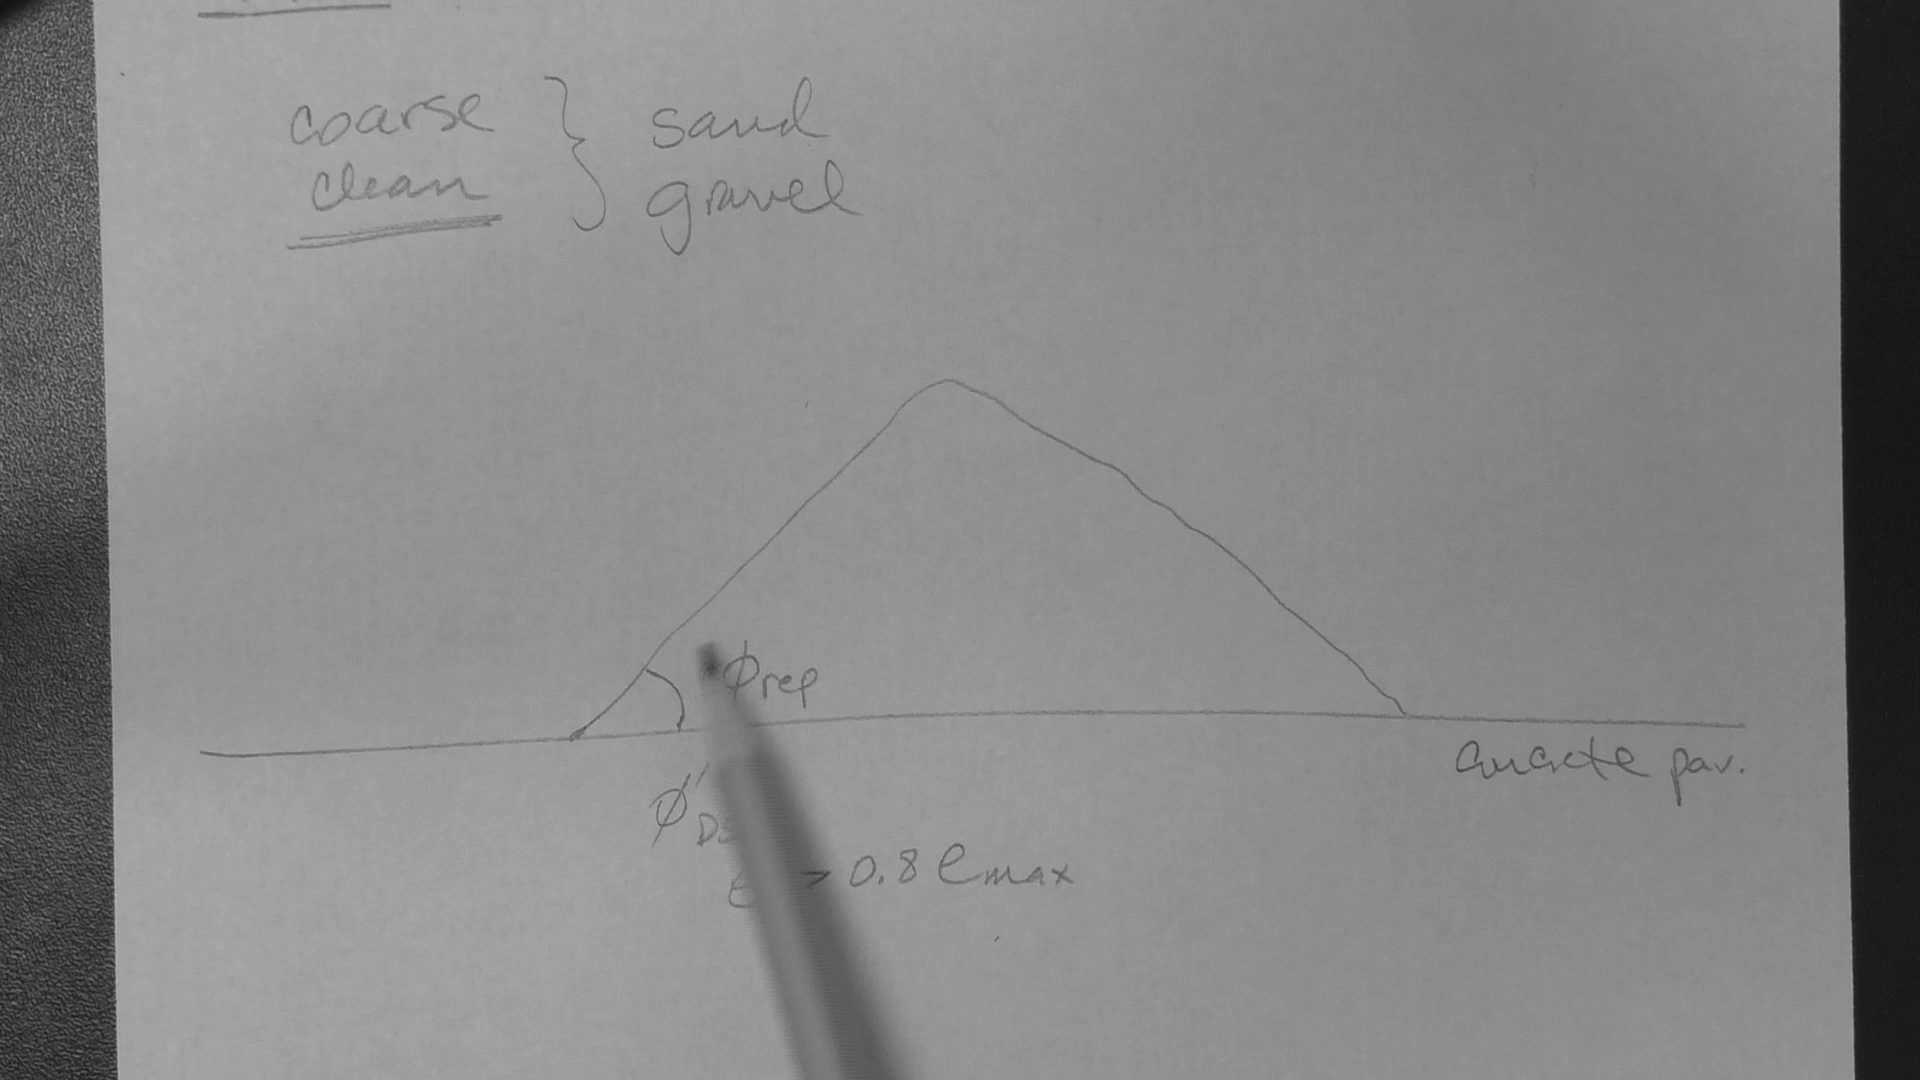 coarse } sand
clean } gravel
ϕrep
concrete pav.
ϕ'D
> 0.8 emax